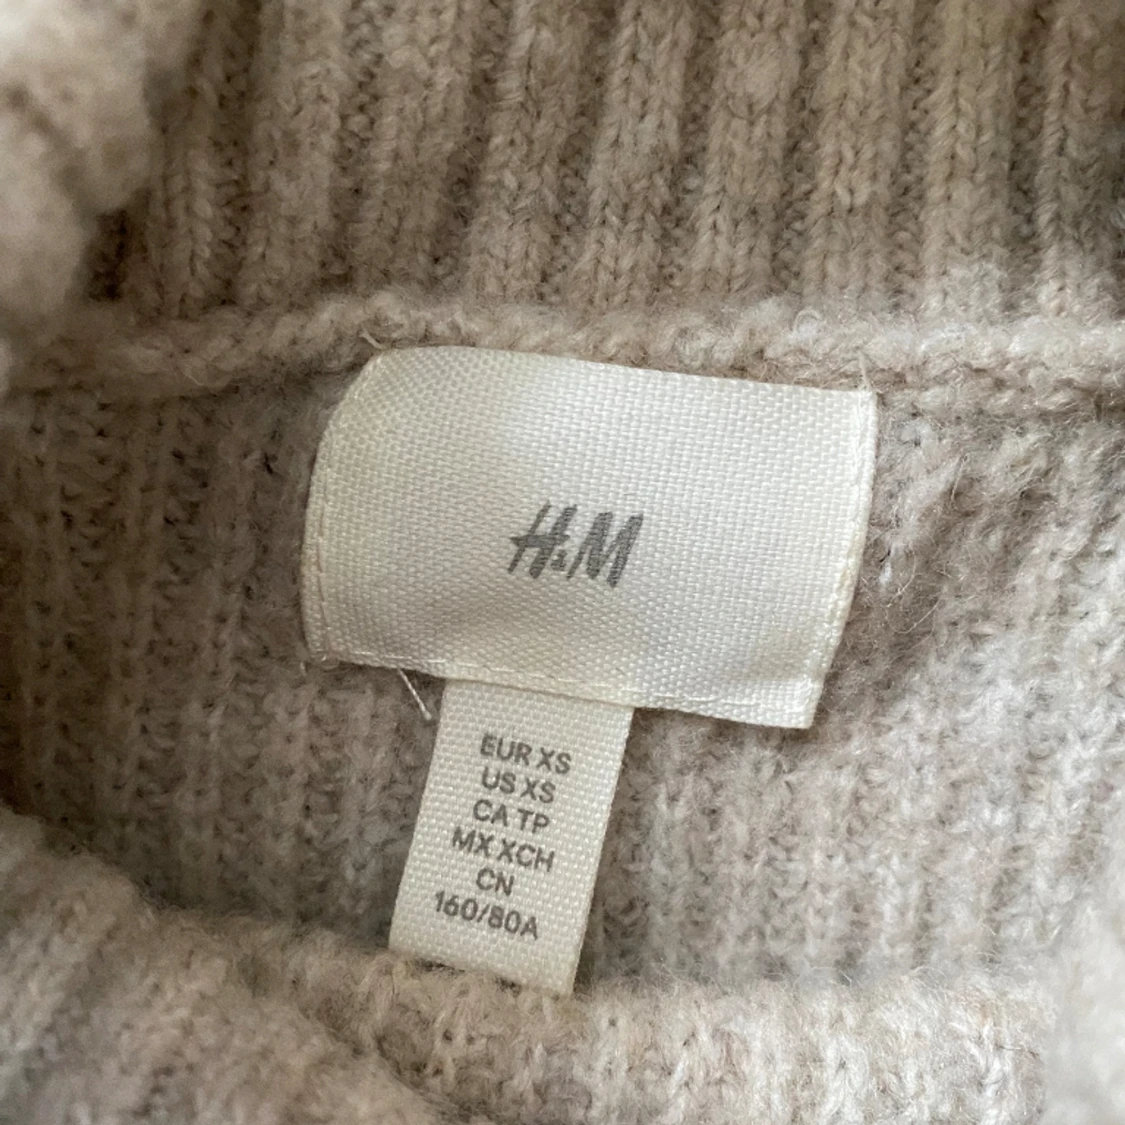 H&M
EUR XS
US XS
CA TP
MX XCH
CN
160/80A